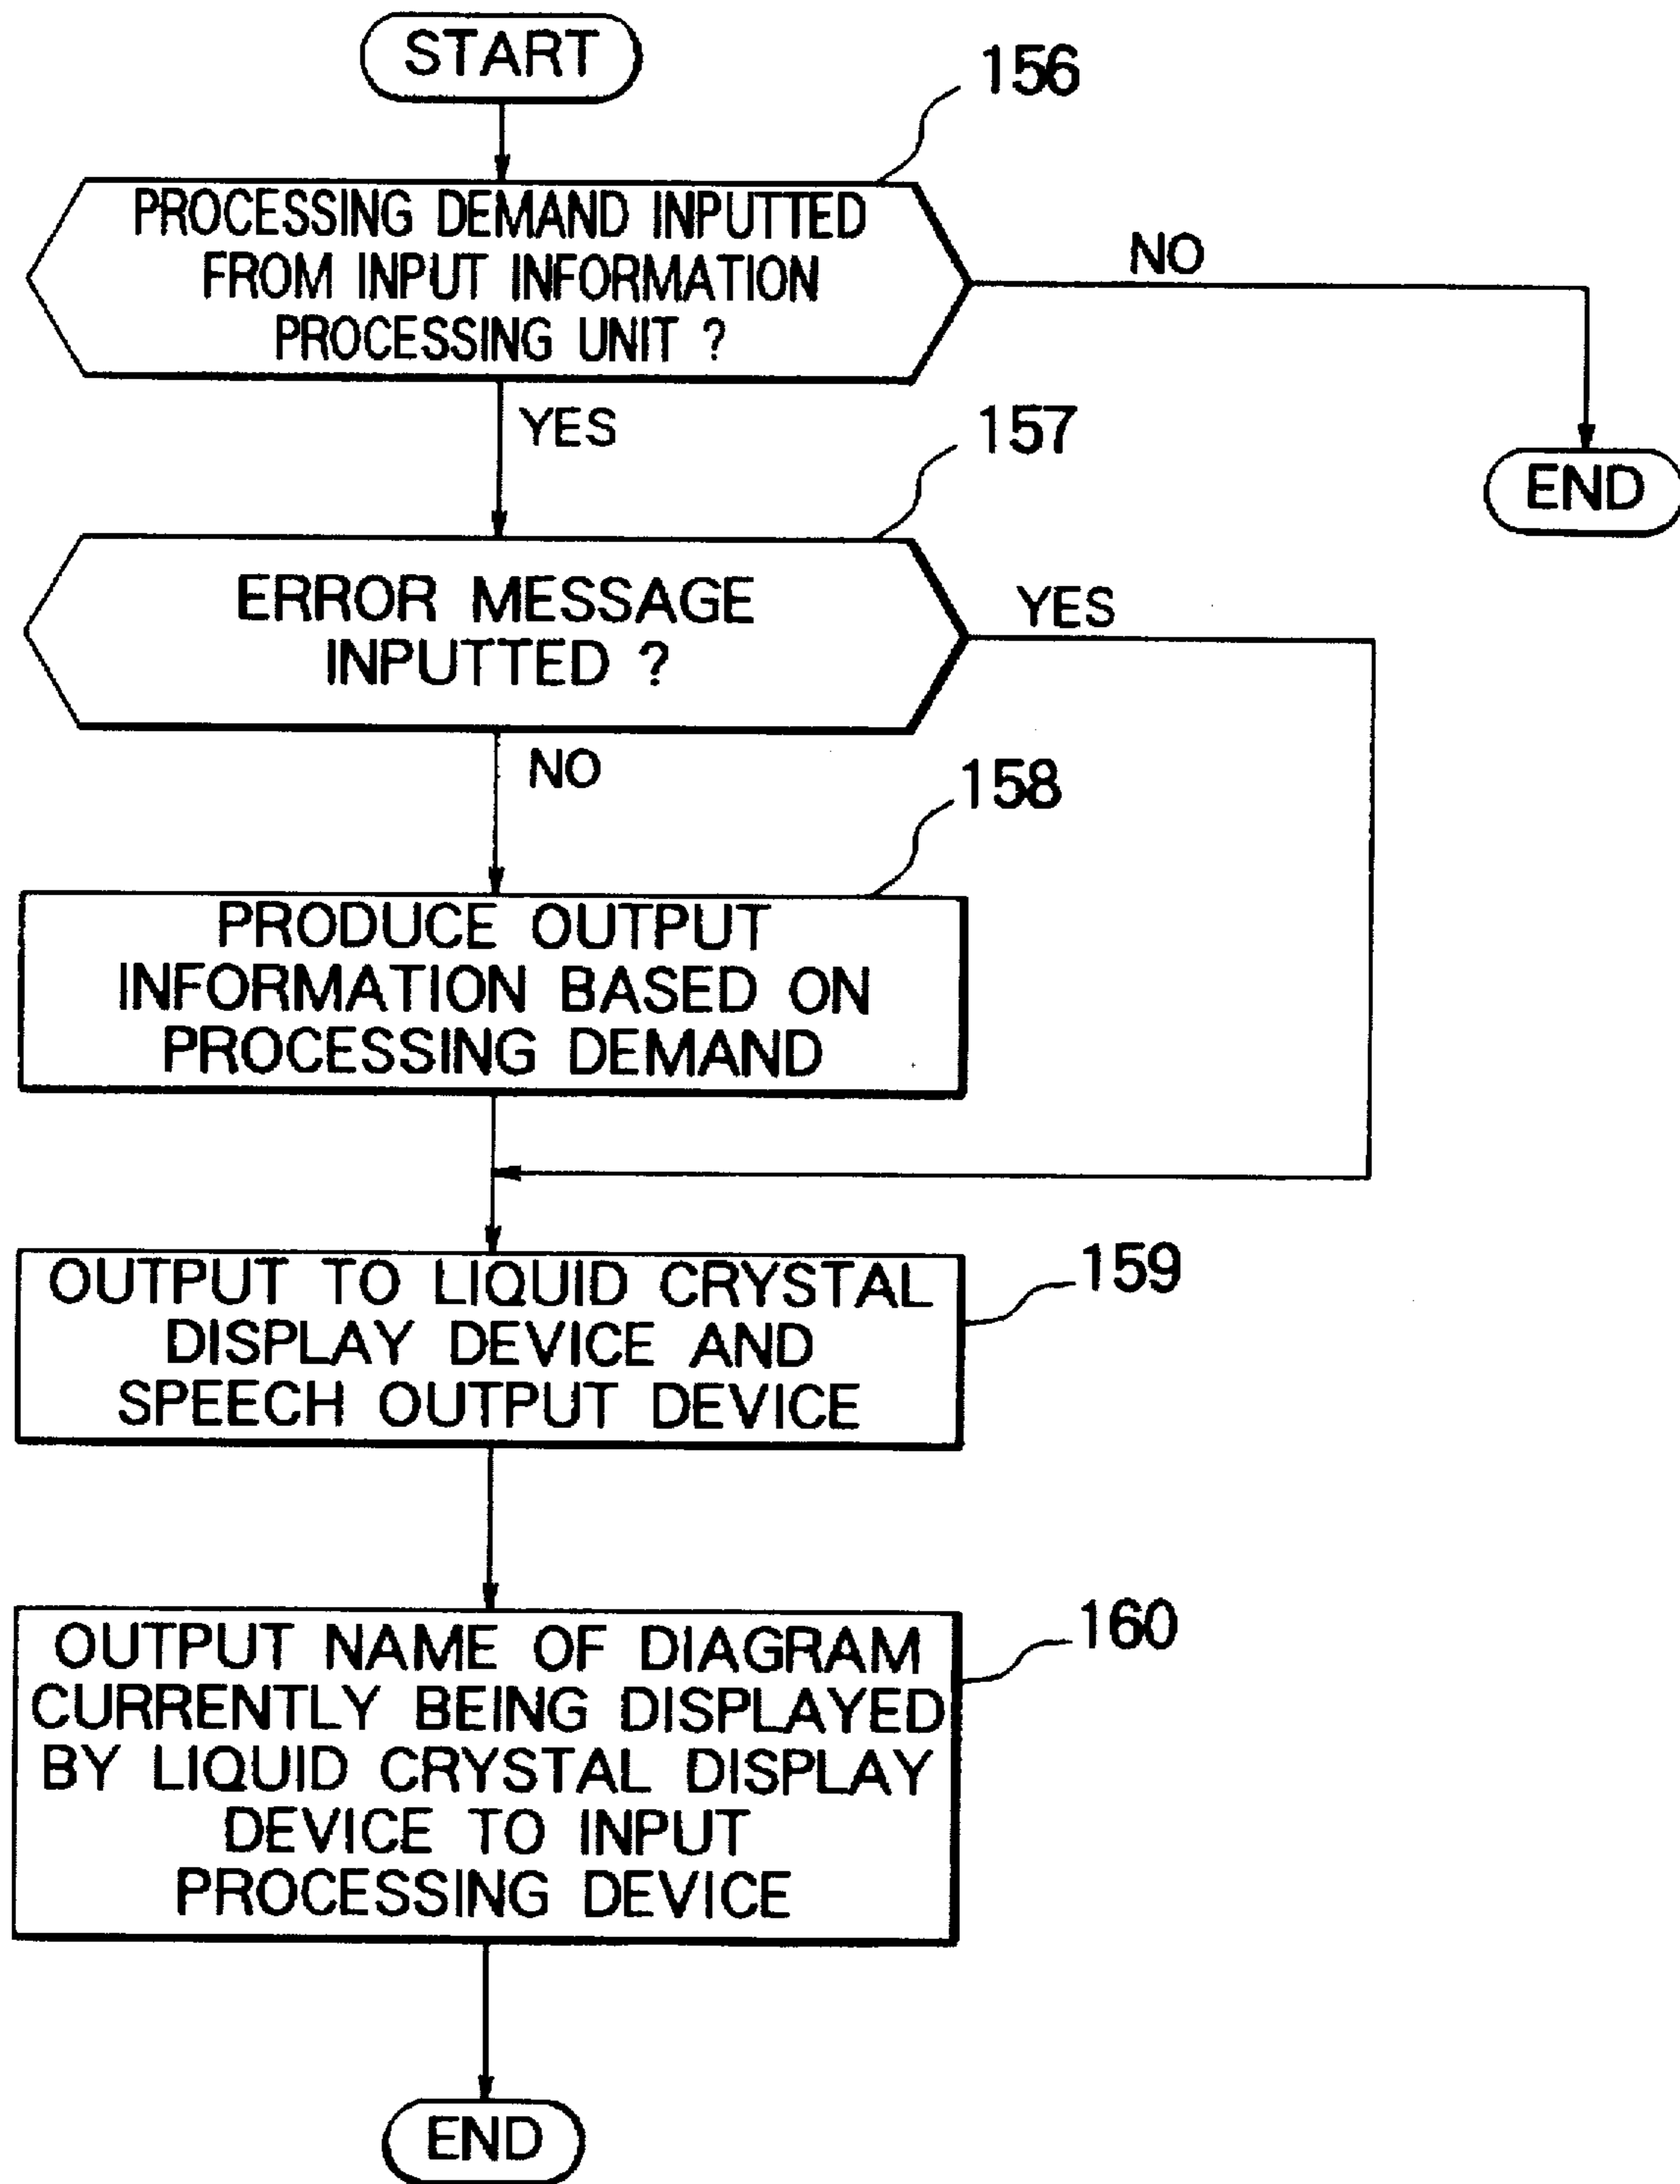 START
156
PROCESSING DEMAND INPUTTED
FROM INPUT INFORMATION
PROCESSING UNIT ?
NO
YES
END
157
ERROR MESSAGE
INPUTTED ?
YES
NO
158
PRODUCE OUTPUT
INFORMATION BASED ON
PROCESSING DEMAND
OUTPUT TO LIQUID CRYSTAL
DISPLAY DEVICE AND
SPEECH OUTPUT DEVICE
159
OUTPUT NAME OF DIAGRAM
CURRENTLY BEING DISPLAYED
BY LIQUID CRYSTAL DISPLAY
DEVICE TO INPUT
PROCESSING DEVICE
160
END